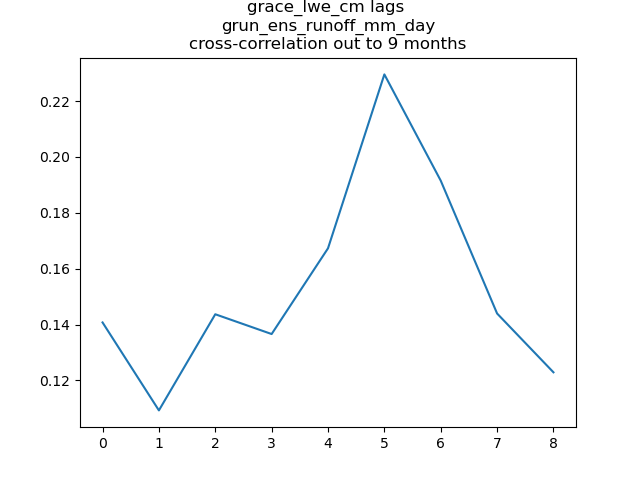 grace_lwe_cm lags
grun_ens_runoff_mm_day
cross-correlation out to 9 months
0.22
0.20
0.18
0.16
0.14
0.12
0 1 2 3 4 5 6 7 8